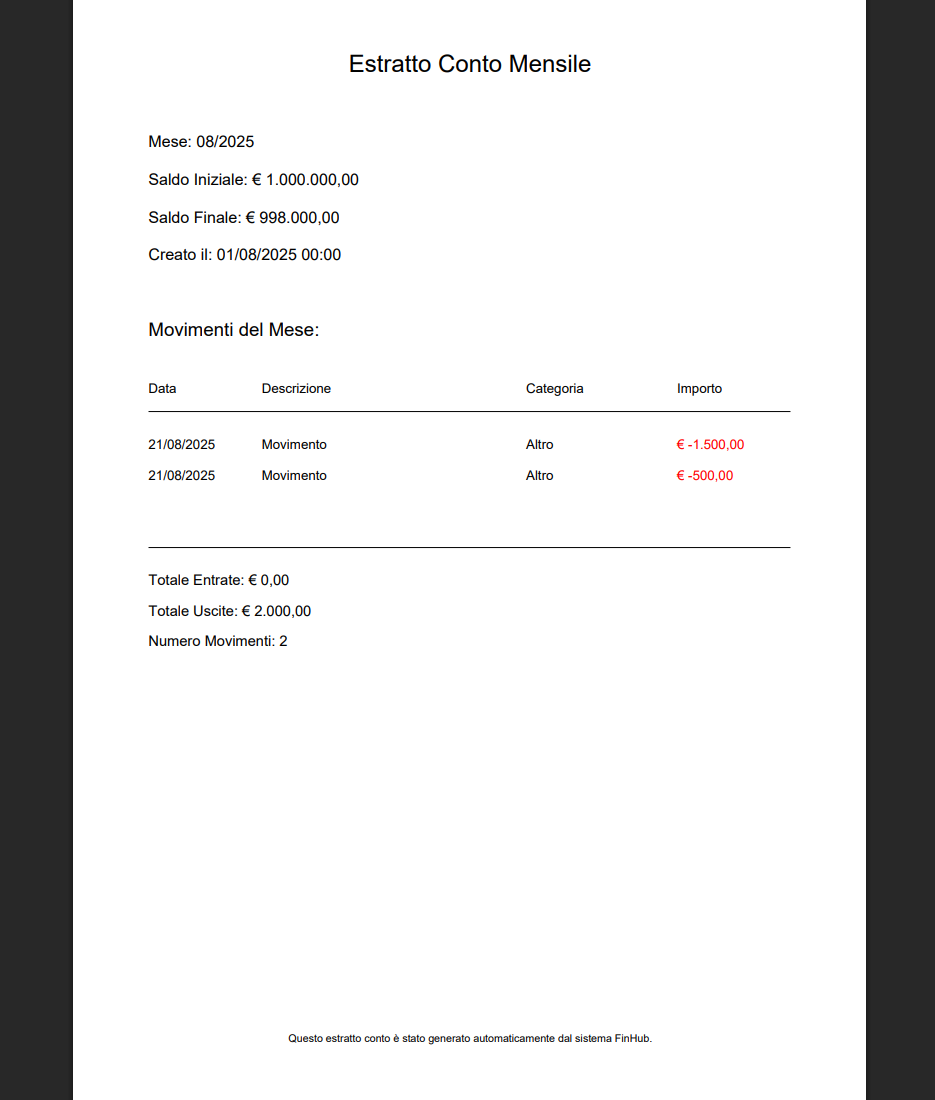 Estratto Conto Mensile
Mese: 08/2025
Saldo Iniziale: € 1.000.000,00
Saldo Finale: € 998.000,00
Creato il: 01/08/2025 00:00
Movimenti del Mese:
Data Descrizione Categoria Importo
21/08/2025 Movimento Altro € -1.500,00
21/08/2025 Movimento Altro € -500,00
Totale Entrate: € 0,00
Totale Uscite: € 2.000,00
Numero Movimenti: 2
Questo estratto conto è stato generato automaticamente dal sistema FinHub.